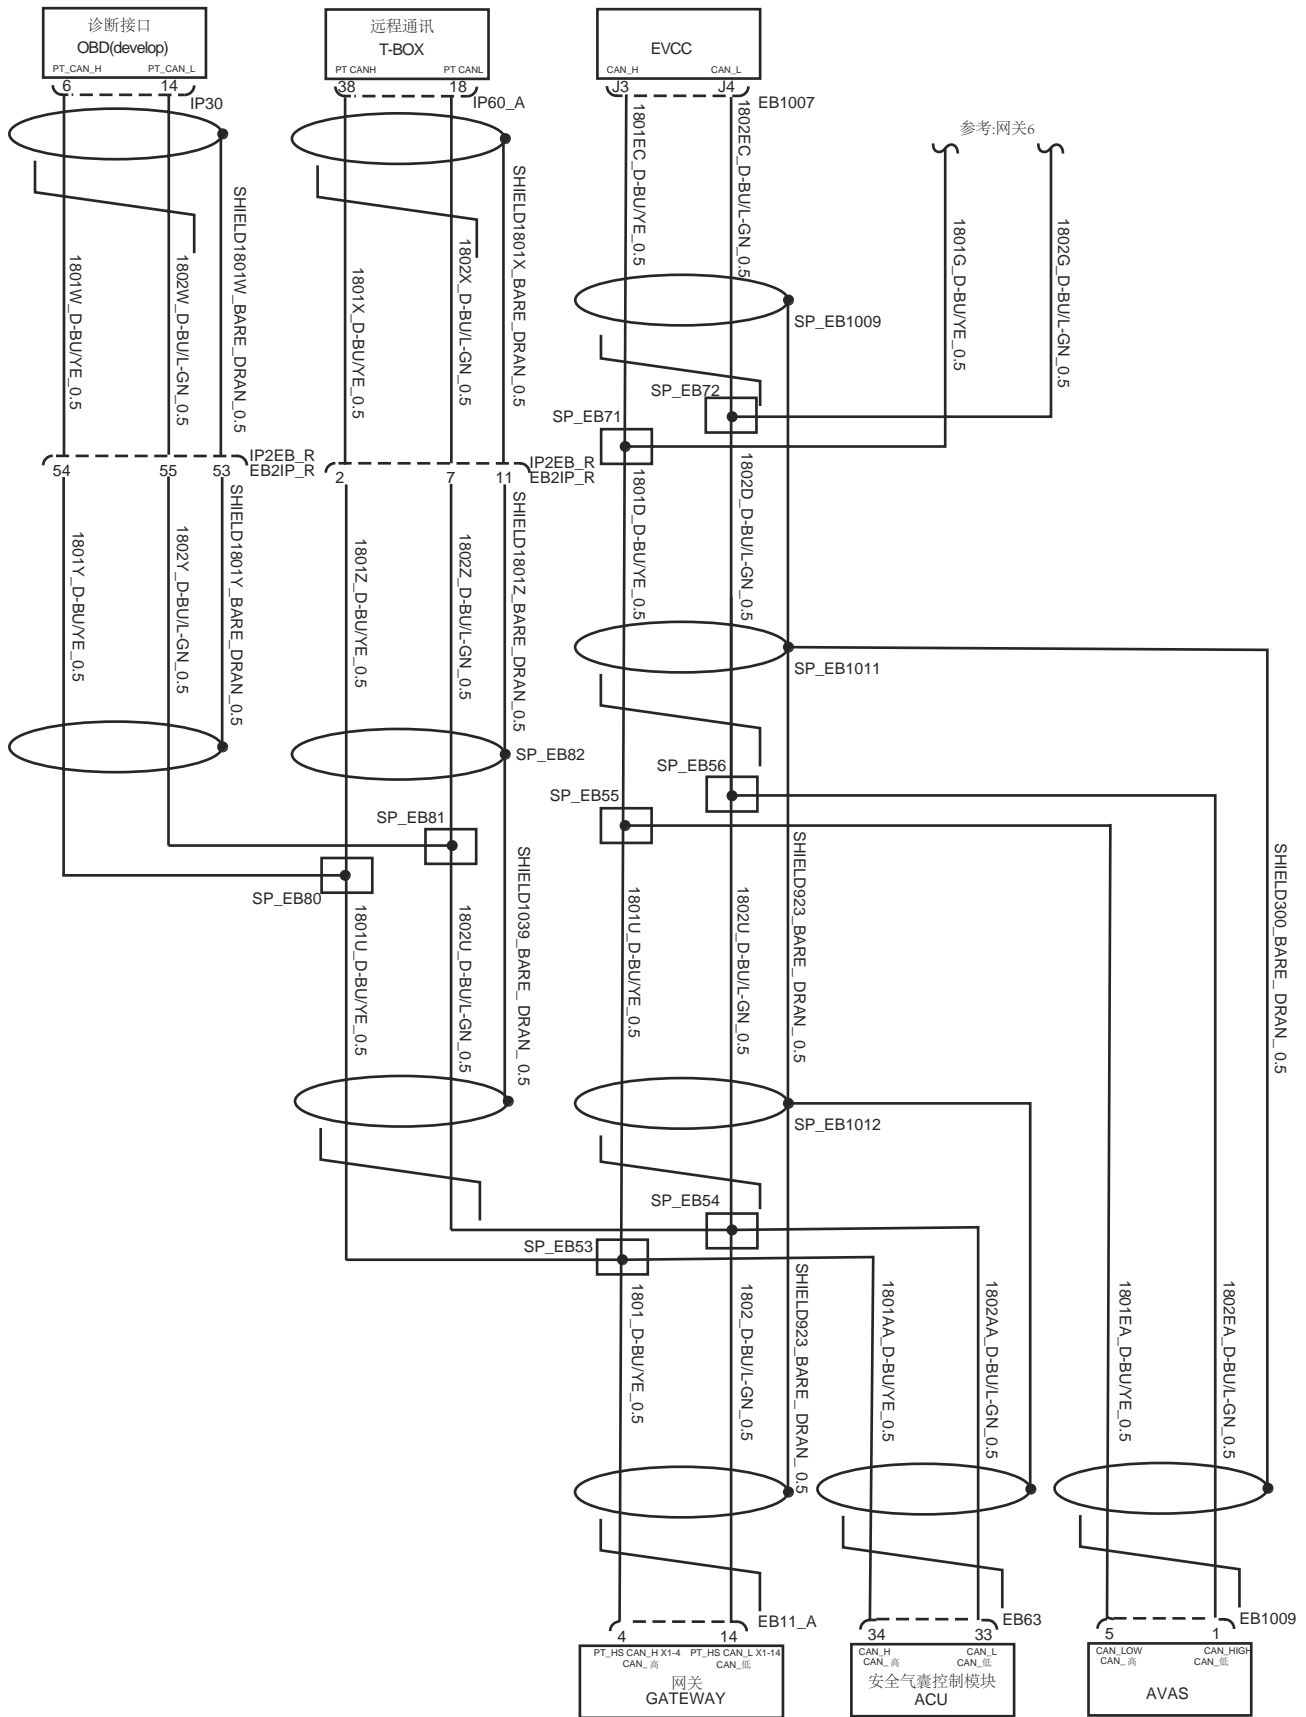 诊断接口
OBD(develop)
PT_CAN_H
PT_CAN_L
6
14
IP30
远程通讯
T-BOX
PT CANH
PT CANL
38
18
IP60_A
EVCC
CAN_H
CAN_L
J3
J4
EB1007
参考:网关6
1801W_D-BU/YE_0.5
1802W_D-BU/L-GN_0.5
SHIELD1801W_BARE_DRAN_0.5
1801X_D-BU/YE_0.5
1802X_D-BU/L-GN_0.5
SHIELD1801X_BARE_DRAN_0.5
1801EC_D-BU/YE_0.5
1802EC_D-BU/L-GN_0.5
1801G_D-BU/YE_0.5
1802G_D-BU/L-GN_0.5
SP_EB1009
SP_EB72
SP_EB71
IP2EB_R
EB2IP_R
54
55
53
IP2EB_R
EB2IP_R
2
7
11
1801Y_D-BU/YE_0.5
1802Y_D-BU/L-GN_0.5
SHIELD1801Y_BARE_DRAN_0.5
1801Z_D-BU/YE_0.5
1802Z_D-BU/L-GN_0.5
SHIELD1801Z_BARE_DRAN_0.5
1801D_D-BU/YE_0.5
1802D_D-BU/L-GN_0.5
SP_EB1011
SP_EB82
SP_EB56
SP_EB55
SP_EB81
SP_EB80
1801U_D-BU/YE_0.5
1802U_D-BU/L-GN_0.5
SHIELD1039_BARE_ DRAN_0.5
1801U_D-BU/YE_0.5
1802U_D-BU/L-GN_0.5
SHIELD923_BARE_ DRAN_ 0.5
SHIELD300_BARE_ DRAN_ 0.5
SP_EB1012
SP_EB54
SP_EB53
1801_D-BU/YE_0.5
1802_D-BU/L-GN_0.5
SHIELD923_BARE_ DRAN_ 0.5
1801AA_D-BU/YE_0.5
1802AA_D-BU/L-GN_0.5
1801EA_D-BU/YE_0.5
1802EA_D-BU/L-GN_0.5
EB11_A
4
14
PT_HS CAN_H X1-4
CAN_高
PT_HS CAN_L X1-14
CAN_低
网关
GATEWAY
EB63
34
33
CAN_H
CAN_高
CAN_L
CAN_低
安全气囊控制模块
ACU
EB1009
5
1
CAN_LOW
CAN_高
CAN_HIGH
CAN_低
AVAS